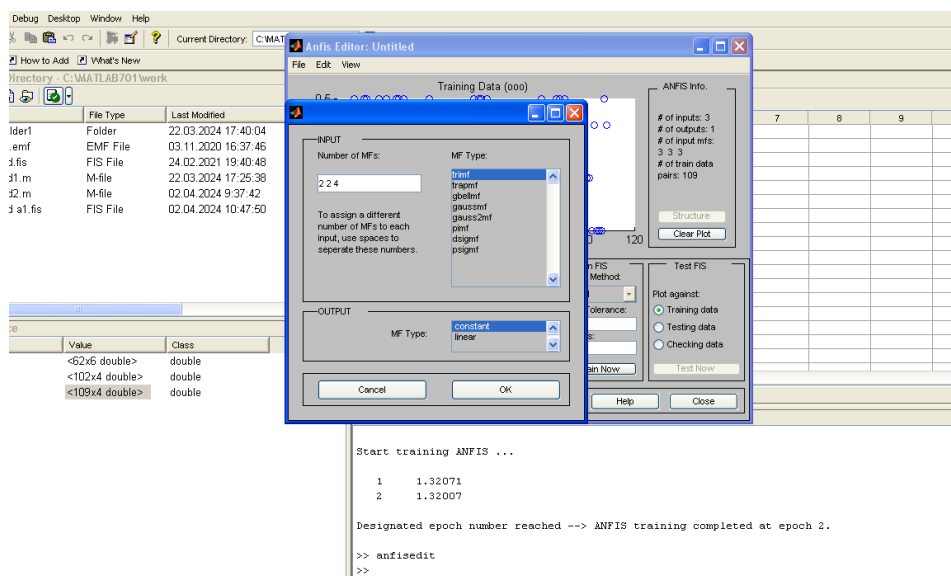 Debug Desktop Window Help
Current Directory: C:\MAT
How to Add What's New
Directory - C:\MATLAB701\work
File Type Last Modified
lder1 Folder 22.03.2024 17:40:04
.emf EMF File 03.11.2020 16:37:46
d.fis FIS File 24.02.2021 19:40:48
d1.m M-file 22.03.2024 17:25:38
d2.m M-file 02.04.2024 9:37:42
d a1.fis FIS File 02.04.2024 10:47:50
ce
Value Class
<62x6 double> double
<102x4 double> double
<109x4 double> double
Anfis Editor: Untitled
File Edit View
Training Data (ooo)
0.5
120
ANFIS Info.
# of inputs: 3
# of outputs: 1
# of input mfs:
3 3 3
# of train data
pairs: 109
Structure
Clear Plot
INPUT
Number of MFs:
2 2 4
To assign a different
number of MFs to each
input, use spaces to
seperate these numbers.
MF Type:
trimf
trapmf
gbellmf
gaussmf
gauss2mf
pimf
dsigmf
psigmf
OUTPUT
MF Type:
constant
linear
Cancel OK
n FIS
Method:
Tolerance:
s:
ain Now
Test FIS
Plot against:
Training data
Testing data
Checking data
Test Now
Help Close
7 8 9
Start training ANFIS ...
1 1.32071
2 1.32007
Designated epoch number reached --> ANFIS training completed at epoch 2.
>> anfisedit
>>